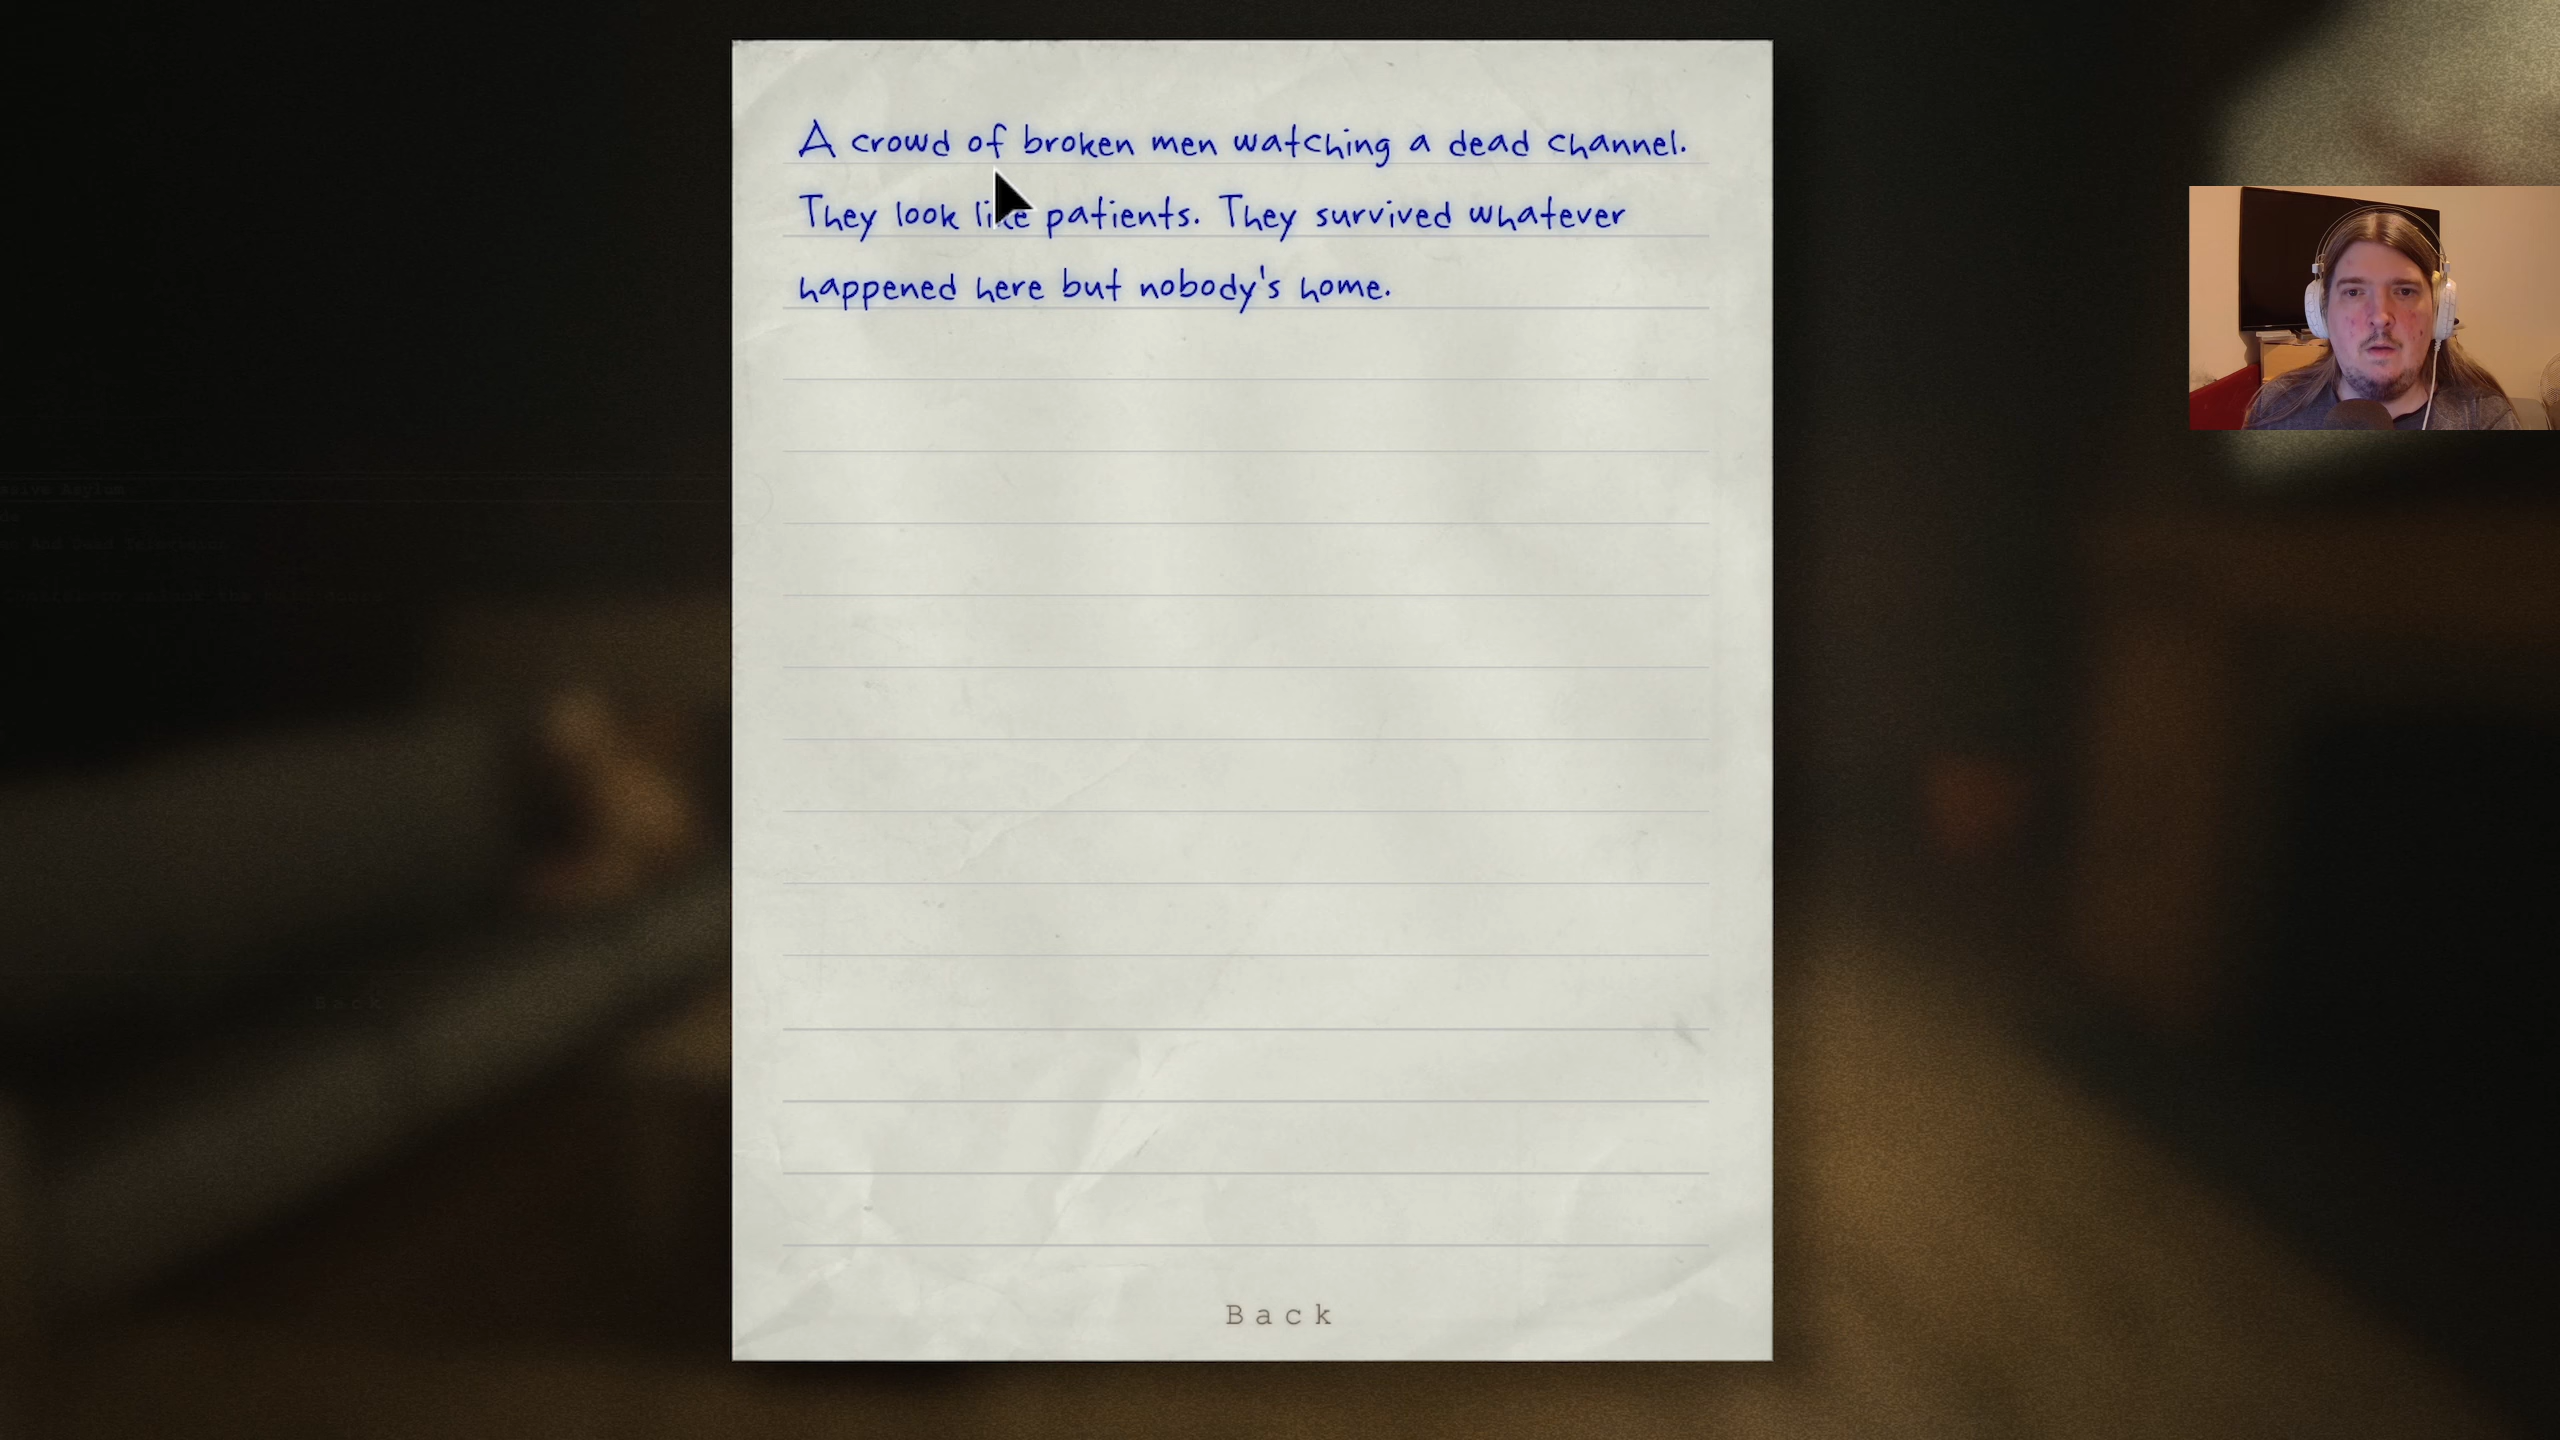 A crowd of broken men watching a dead channel.
They look like patients. They survived whatever
happened here but nobody's home.
Back